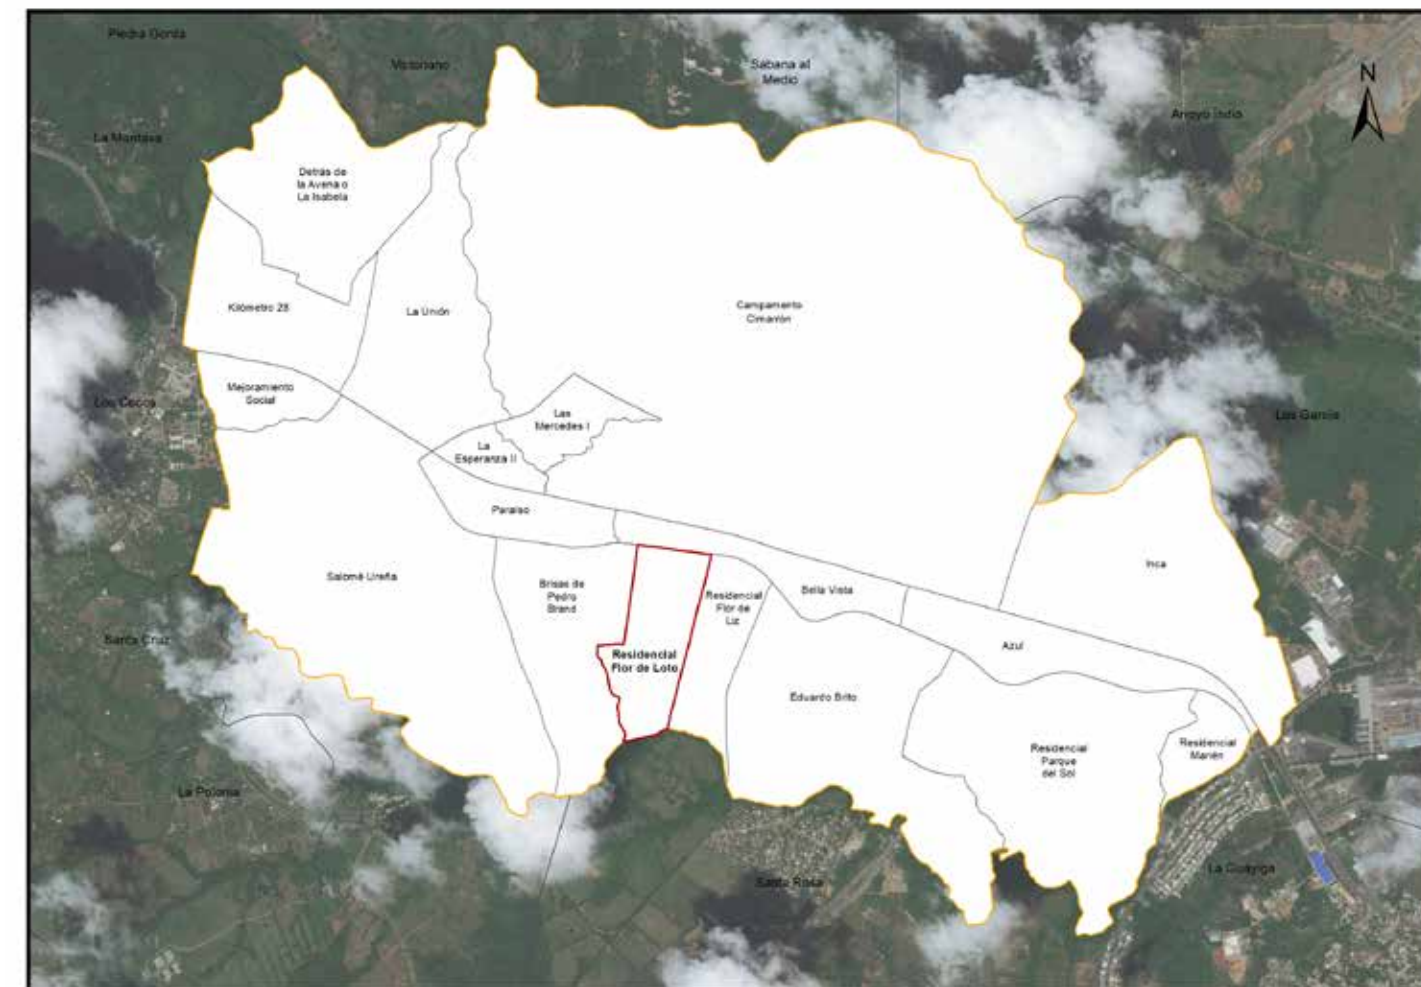 Piedra Gorda
Victoriano
Sabana al
Medio
N
Arroyo Indio
La Montasa
Detrás de
la Avena o
La Isabela
Kilómetro 28
La Unión
Campamento
Cimarrón
Mejoramiento
Social
Los Cocos
Las
Mercedes I
Los Garcia
La
Esperanza II
Paraíso
Salomé Ureña
Brisas de
Pedro
Brand
Residencial
Flor de
Liz
Bella Vista
Inca
Santa Cruz
Residencial
Flor de Loto
Azul
Eduardo Brito
Residencial
Parque
del Sol
Residencial
Marién
La Polonia
Santa Rosa
La Guayiga